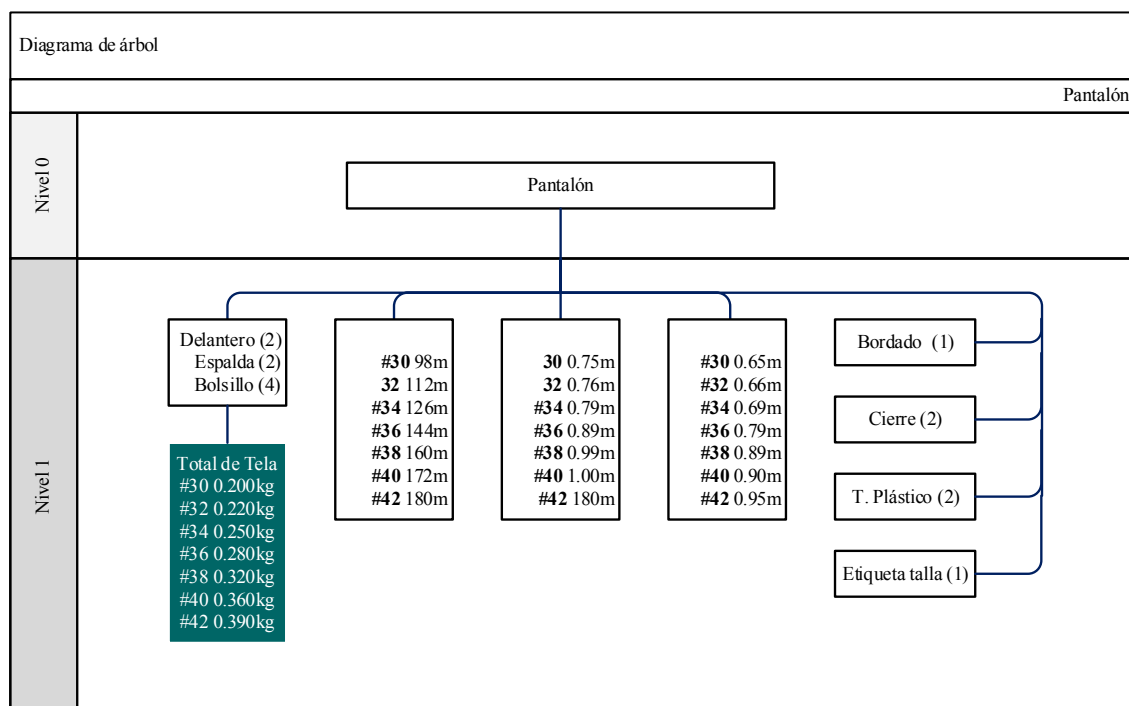 Diagrama de árbol
Pantalón
Nivel 0
Pantalón
Nivel 1
Delantero (2)
Espalda (2)
Bolsillo (4)
Total de Tela
#30 0.200kg
#32 0.220kg
#34 0.250kg
#36 0.280kg
#38 0.320kg
#40 0.360kg
#42 0.390kg
#30 98m
32 112m
#34 126m
#36 144m
#38 160m
#40 172m
#42 180m
30 0.75m
32 0.76m
#34 0.79m
#36 0.89m
#38 0.99m
#40 1.00m
#42 180m
#30 0.65m
#32 0.66m
#34 0.69m
#36 0.79m
#38 0.89m
#40 0.90m
#42 0.95m
Bordado (1)
Cierre (2)
T. Plástico (2)
Etiqueta talla (1)